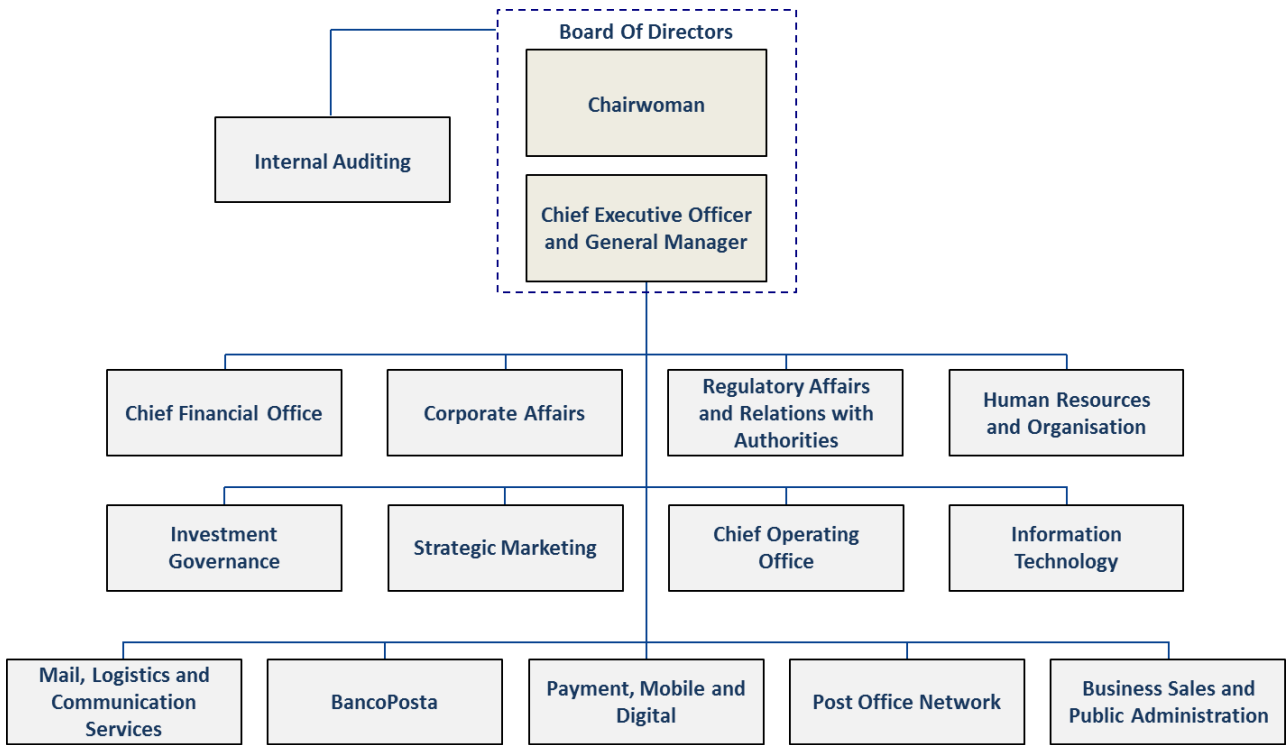 Board Of Directors
Chairwoman
Internal Auditing
Chief Executive Officer
and General Manager
Chief Financial Office
Corporate Affairs
Regulatory Affairs
and Relations with
Authorities
Human Resources
and Organisation
Investment
Governance
Strategic Marketing
Chief Operating
Office
Information
Technology
Mail, Logistics and
Communication
Services
BancoPosta
Payment, Mobile and
Digital
Post Office Network
Business Sales and
Public Administration